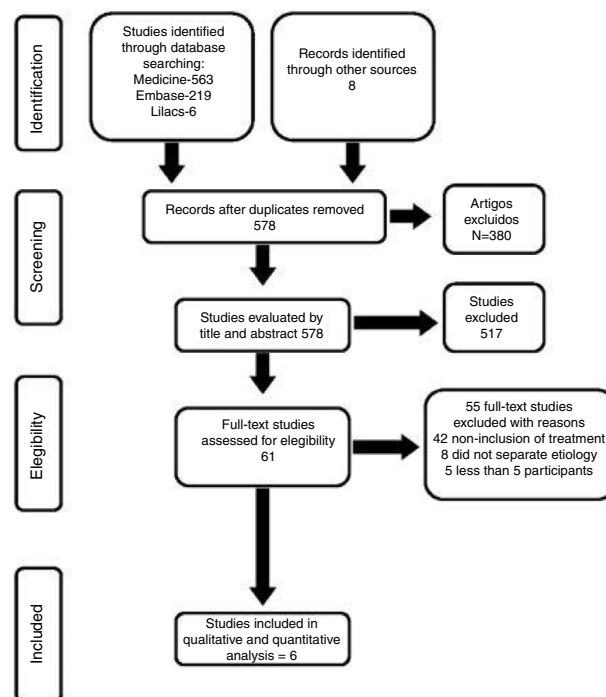 Identification
Studies identified
through database
searching:
Medicine-563
Embase-219
Lilacs-6
Records identified
through other sources
8
Screening
Records after duplicates removed
578
Artigos
excluidos
N=380
Studies evaluated by
title and abstract 578
Studies
excluded
517
Elegibility
Full-text studies
assessed for elegibility
61
55 full-text studies
excluded with reasons
42 non-inclusion of treatment
8 did not separate etiology
5 less than 5 participants
Included
Studies included in
qualitative and quantitative
analysis = 6